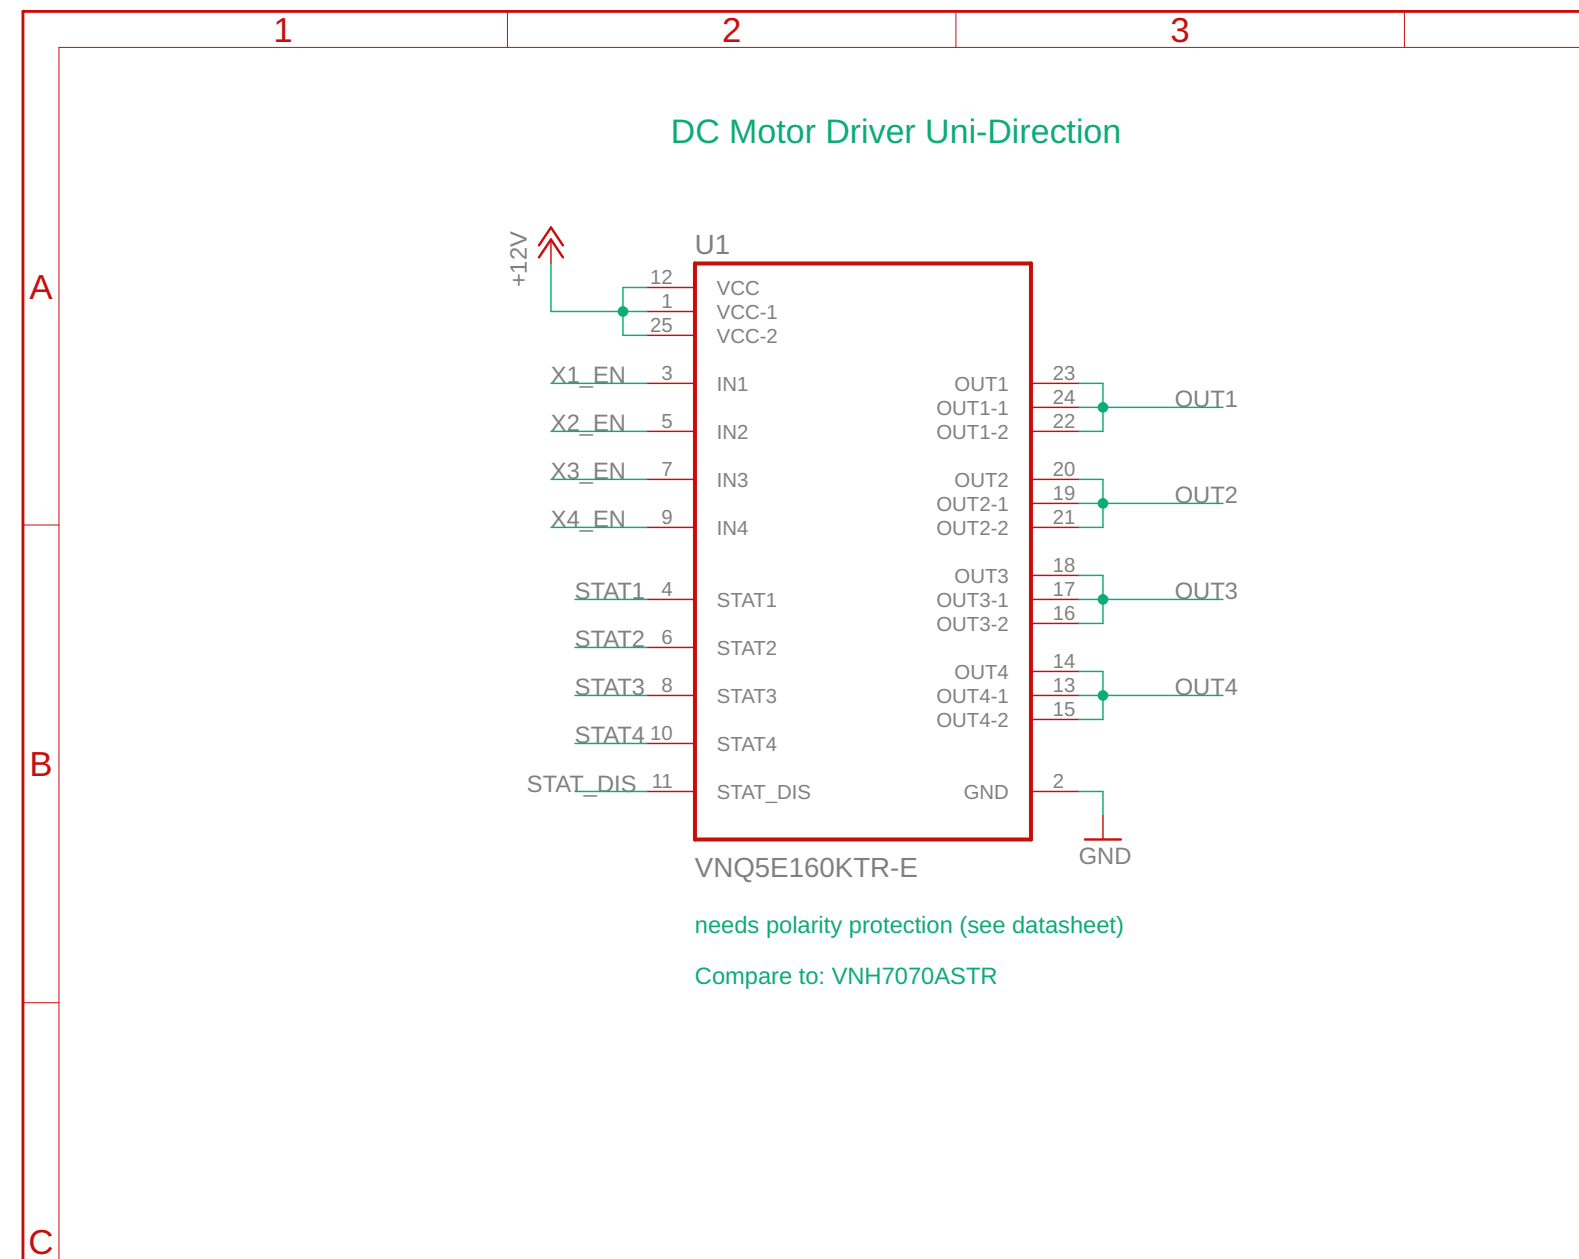 1 2 3
DC Motor Driver Uni-Direction
A
+12V
U1
12 VCC
1 VCC-1
25 VCC-2
X1_EN 3 IN1
X2_EN 5 IN2
X3_EN 7 IN3
X4_EN 9 IN4
STAT1 4 STAT1
STAT2 6 STAT2
STAT3 8 STAT3
STAT4 10 STAT4
STAT_DIS 11 STAT_DIS
OUT1 23
OUT1-1 24 OUT1
OUT1-2 22
OUT2 20
OUT2-1 19 OUT2
OUT2-2 21
OUT3 18
OUT3-1 17 OUT3
OUT3-2 16
OUT4 14
OUT4-1 13 OUT4
OUT4-2 15
GND 2
GND
B
VNQ5E160KTR-E
needs polarity protection (see datasheet)
Compare to: VNH7070ASTR
C